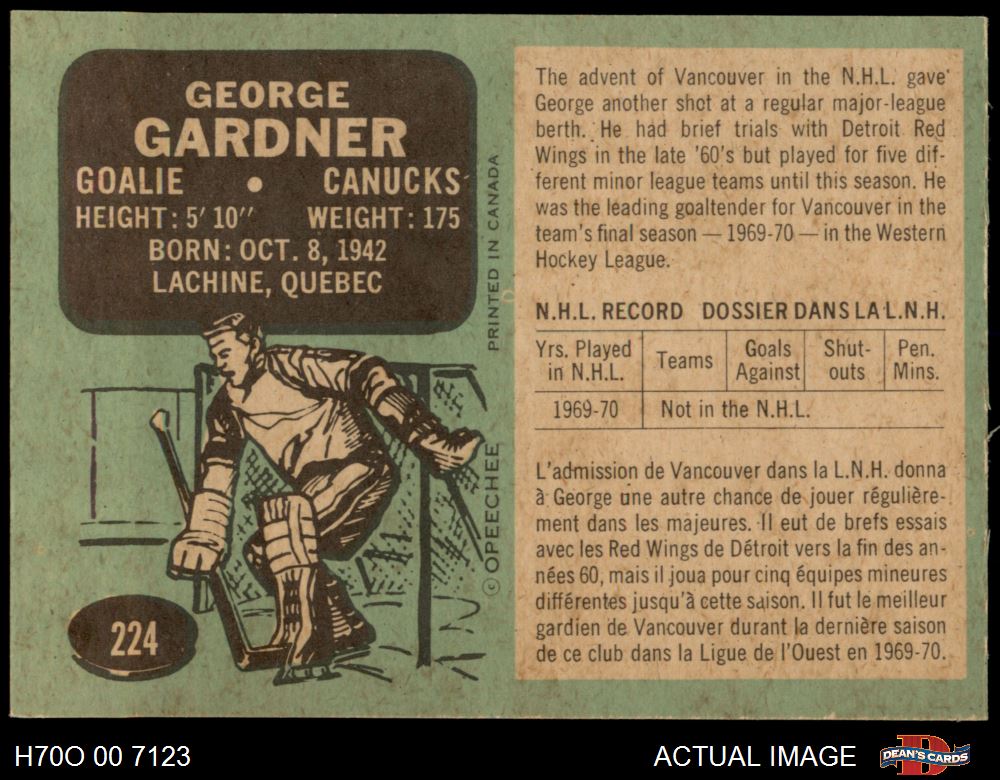 GEORGE
GARDNER
GOALIE • CANUCKS
HEIGHT: 5' 10" WEIGHT: 175
BORN: OCT. 8, 1942
LACHINE, QUEBEC
PRINTED IN CANADA
© OPEECHEE
224
The advent of Vancouver in the N.H.L. gave
George another shot at a regular major-league
berth. He had brief trials with Detroit Red
Wings in the late '60's but played for five dif-
ferent minor league teams until this season. He
was the leading goaltender for Vancouver in the
team's final season — 1969-70 — in the Western
Hockey League.
N.H.L. RECORD DOSSIER DANS LA L.N.H.
Yrs. Played in N.H.L. Teams Goals Against Shut-outs Pen. Mins.
1969-70 Not in the N.H.L.
L'admission de Vancouver dans la L.N.H. donna
à George une autre chance de jouer régulière-
ment dans les majeures. Il eut de brefs essais
avec les Red Wings de Détroit vers la fin des an-
nées 60, mais il joua pour cinq équipes mineures
différentes jusqu'à cette saison. Il fut le meilleur
gardien de Vancouver durant la dernière saison
de ce club dans la Ligue de l'Ouest en 1969-70.
H70O 00 7123
ACTUAL IMAGE
DEAN'S CARDS